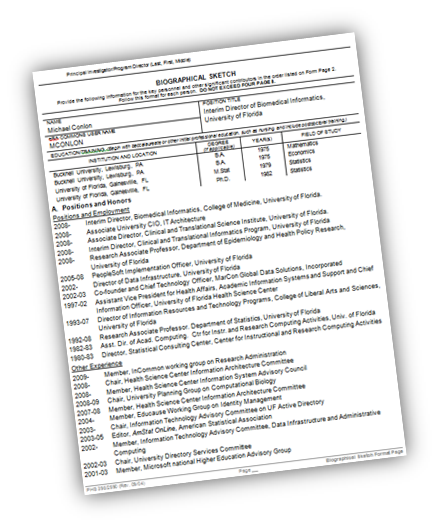 Principal Investigator/Program Director (Last, First, Middle):
BIOGRAPHICAL SKETCH
Provide the following information for the key personnel and other significant contributors in the order listed on Form Page 2.
Follow this format for each person. DO NOT EXCEED FOUR PAGES.
NAME
Michael Conlon
POSITION TITLE
Interim Director of Biomedical Informatics,
University of Florida
eRA COMMONS USER NAME
MCONLON
EDUCATION/TRAINING (Begin with baccalaureate or other initial professional education, such as nursing, and include postdoctoral training.)
INSTITUTION AND LOCATION
DEGREE
(if applicable)
YEAR(s)
FIELD OF STUDY
Bucknell University, Lewisburg, PA B.A. 1975 Mathematics
Bucknell University, Lewisburg, PA B.A. 1975 Economics
University of Florida, Gainesville, FL M.Stat 1979 Statistics
University of Florida, Gainesville, FL Ph.D. 1982 Statistics
A. Positions and Honors
Positions and Employment
2008- Interim Director, Biomedical Informatics, College of Medicine, University of Florida.
2008- Associate University CIO, IT Architecture
2008- Associate Director, Clinical and Translational Science Institute, University of Florida.
2008- Interim Director, Clinical and Translational Informatics Program, University of Florida
2008- Research Associate Professor, Department of Epidemiology and Health Policy Research,
University of Florida
2005-08 PeopleSoft Implementation Officer, University of Florida
2002- Director of Data Infrastructure, University of Florida
2002-03 Co-founder and Chief Technology Officer, MarCon Global Data Solutions, Incorporated
1997-02 Assistant Vice President for Health Affairs, Academic Information Systems and Support and Chief
Information Officer, University of Florida Health Science Center
1993-07 Director of Information Resources and Technology Programs, College of Liberal Arts and Sciences,
University of Florida
1992-08 Research Associate Professor, Department of Statistics, University of Florida
1982-83 Asst. Dir. of Acad. Computing. Ctr for Instr. and Research Computing Activities, Univ. of Florida
1980-83 Director, Statistical Consulting Center, Center for Instructional and Research Computing Activities
Other Experience
2009- Member, InCommon working group on Research Administration
2008- Chair, Health Science Center Information Architecture Committee
2008- Member, Health Science Center Information System Advisory Council
2008-09 Chair, University Planning Group on Computational Biology
2007-08 Member, Health Science Center Information Architecture Committee
2004- Member, Educause Working Group on Identity Management
2003- Chair, Information Technology Advisory Committee on UF Active Directory
2003-05 Editor, AmStat OnLine, American Statistical Association
2002- Member, Information Technology Advisory Committee, Data Infrastructure and Administrative
Computing
2002-03 Chair, University Directory Services Committee
2001-03 Member, Microsoft national Higher Education Advisory Group
Page
Biographical Sketch Format Page